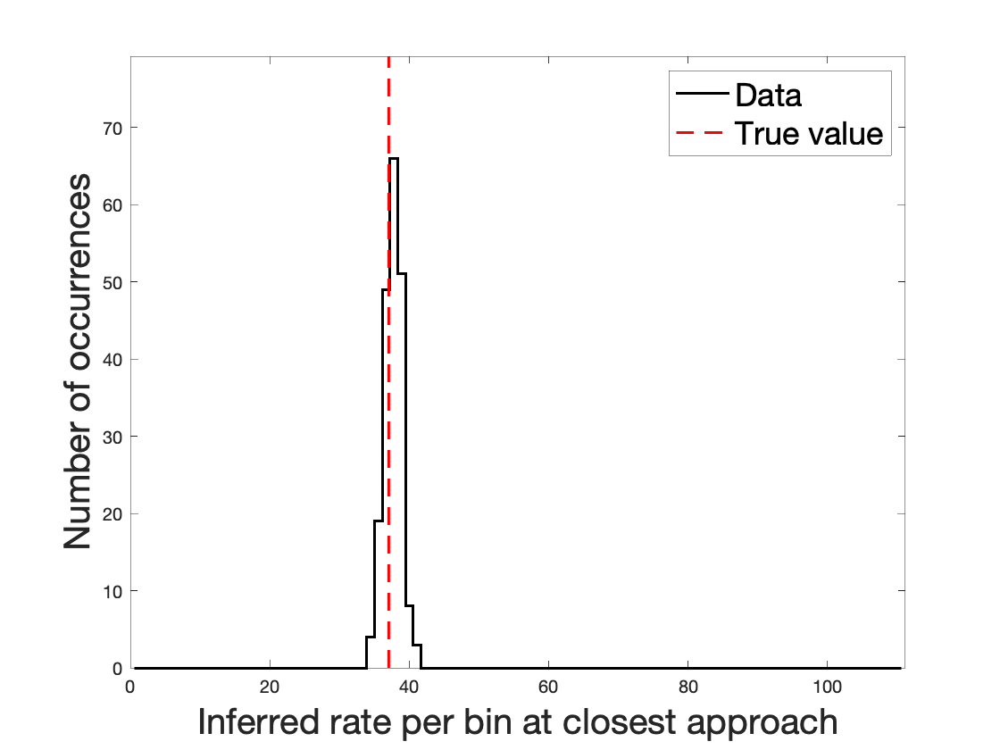 Data
True value
70
60
50
40
30
20
10
0
Number of occurrences
0 20 40 60 80 100
Inferred rate per bin at closest approach